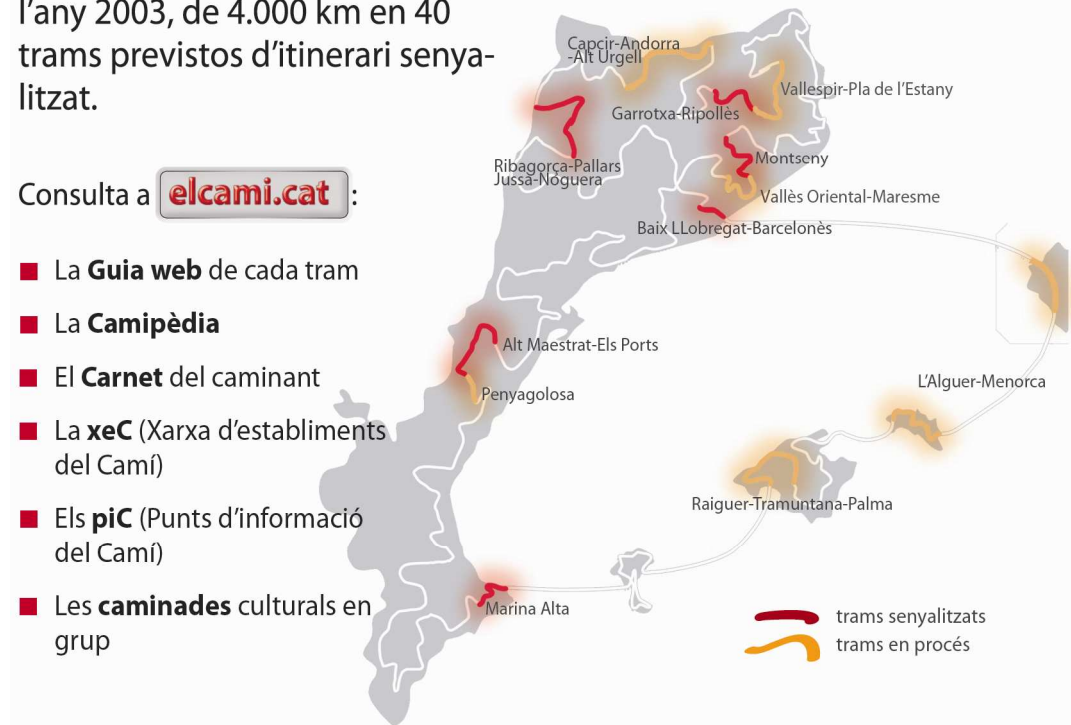 l’any 2003, de 4.000 km en 40
trams previstos d’itinerari senya-
litzat.
Consulta a elcami.cat :
La Guia web de cada tram
La Camipèdia
El Carnet del caminant
La xeC (Xarxa d’establiments
del Camí)
Els piC (Punts d’informació
del Camí)
Les caminades culturals en
grup
Capcir-Andorra
-Alt Urgell
Vallespir-Pla de l’Estany
Garrotxa-Ripollès
Ribagorça-Pallars
Jussà-Noguera
Montseny
Vallès Oriental-Maresme
Baix LLobregat-Barcelonès
Alt Maestrat-Els Ports
Penyagolosa
L’Alguer-Menorca
Raiguer-Tramuntana-Palma
Marina Alta
trams senyalitzats
trams en procés